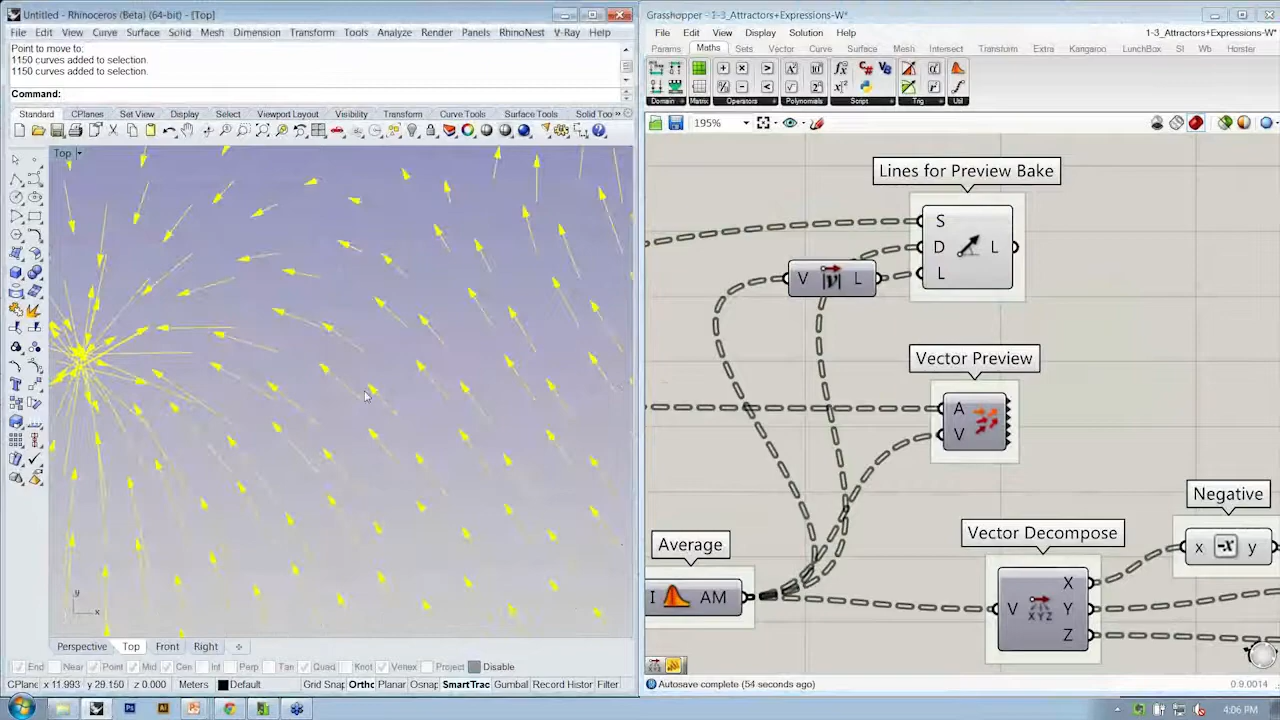 Untitled - Rhinoceros (Beta) (64-bit) - [Top]
File Edit View Curve Surface Solid Mesh Dimension Transform Tools Analyze Render Panels RhinoNest V-Ray Help
Point to move to:
1150 curves added to selection.
1150 curves added to selection.
Command:
Standard CPlanes Set View Display Select Viewport Layout Visibility Transform Curve Tools Surface Tools Solid Too »
Top
y
x
Perspective Top Front Right
End Near Point Mid Cen Int Perp Tan Quad Knot Vertex Project Disable
CPlane x 11.993 y 29.150 z 0.000 Meters Default Grid Snap Ortho Planar Osnap SmartTrac Gumbal Record Histor Filter
Grasshopper - 1-3_Attractors+Expressions-W*
File Edit View Display Solution Help 1-3_Attractors+Expressions-W*
Params Maths Sets Vector Curve Surface Mesh Intersect Transform Extra Kangaroo LunchBox SI Wb Horster
Domain Matrix Operators Polynomials Script Trig Util
195%
Lines for Preview Bake
S
D L
L
V L
Vector Preview
A
V
Average
I AM
Vector Decompose
V X
Y
Z
XYZ
Negative
x -x y
Autosave complete (54 seconds ago)
0.9.0014
4:06 PM